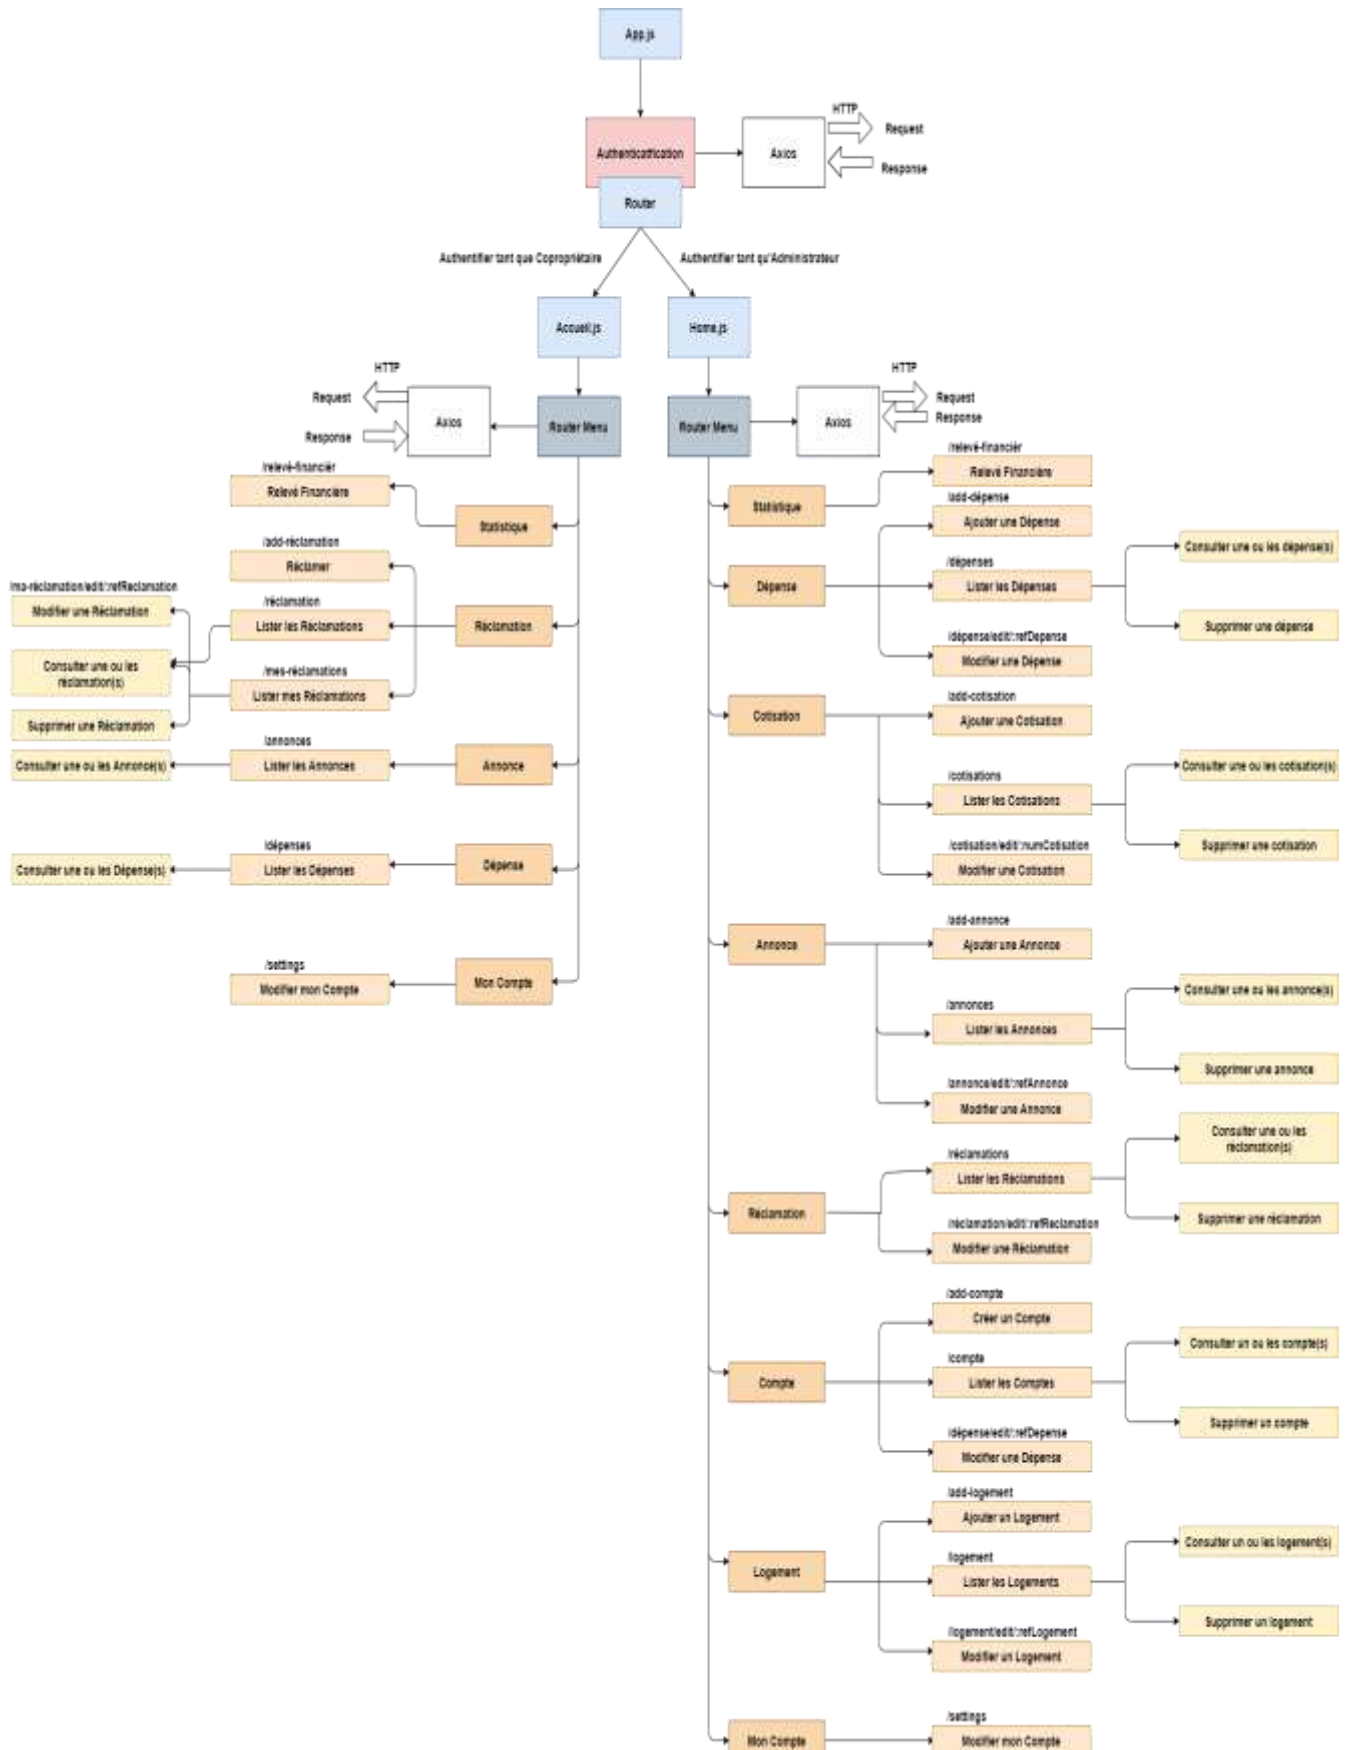 App.js
HTTP
Request
Authenticatfication
Axios
Response
Router
Authentifier tant que Copropriétaire
Authentifier tant qu'Administrateur
Accueil.js
Home.js
HTTP
Request
Axios
Response
Router Menu
Router Menu
Axios
HTTP
Request
Response
/relevé-financiér
Relevé Financière
Statistique
/add-réclamation
Réclamer
/ma-réclamation/edit/:refReclamation
Modifier une Réclamation
/réclamation
Lister les Réclamations
Réclamation
Consulter une ou les
réclamation(s)
/mes-réclamations
Lister mes Réclamations
Supprimer une Réclamation
/annonces
Consulter une ou les Annonce(s)
Lister les Annonces
Annonce
/dépenses
Consulter une ou les Dépense(s)
Lister les Dépenses
Dépense
/settings
Modifier mon Compte
Mon Compte
/relevé-financiér
Relevé Financière
Statistique
/add-dépense
Ajouter une Dépense
Consulter une ou les dépense(s)
/dépenses
Dépense
Lister les Dépenses
Supprimer une dépense
/dépense/edit/:refDepense
Modifier une Dépense
/add-cotisation
Cotisation
Ajouter une Cotisation
Consulter une ou les cotisation(s)
/cotisations
Lister les Cotisations
Supprimer une cotisation
/cotisation/edit/:numCotisation
Modifier une Cotisation
/add-annonce
Annonce
Ajouter une Annonce
Consulter une ou les annonce(s)
/annonces
Lister les Annonces
Supprimer une annonce
/annonce/edit/:refAnnonce
Modifier une Annonce
Consulter une ou les
réclamation(s)
/réclamations
Lister les Réclamations
Réclamation
Supprimer une réclamation
/réclamation/edit/:refReclamation
Modifier une Réclamation
/add-compte
Créer un Compte
Consulter un ou les compte(s)
/compte
Compte
Lister les Comptes
Supprimer un compte
/dépense/edit/:refDepense
Modifier une Dépense
/add-logement
Ajouter un Logement
Consulter un ou les logement(s)
/logement
Logement
Lister les Logements
Supprimer un logement
/logement/edit/:refLogement
Modifier un Logement
/settings
Mon Compte
Modifier mon Compte